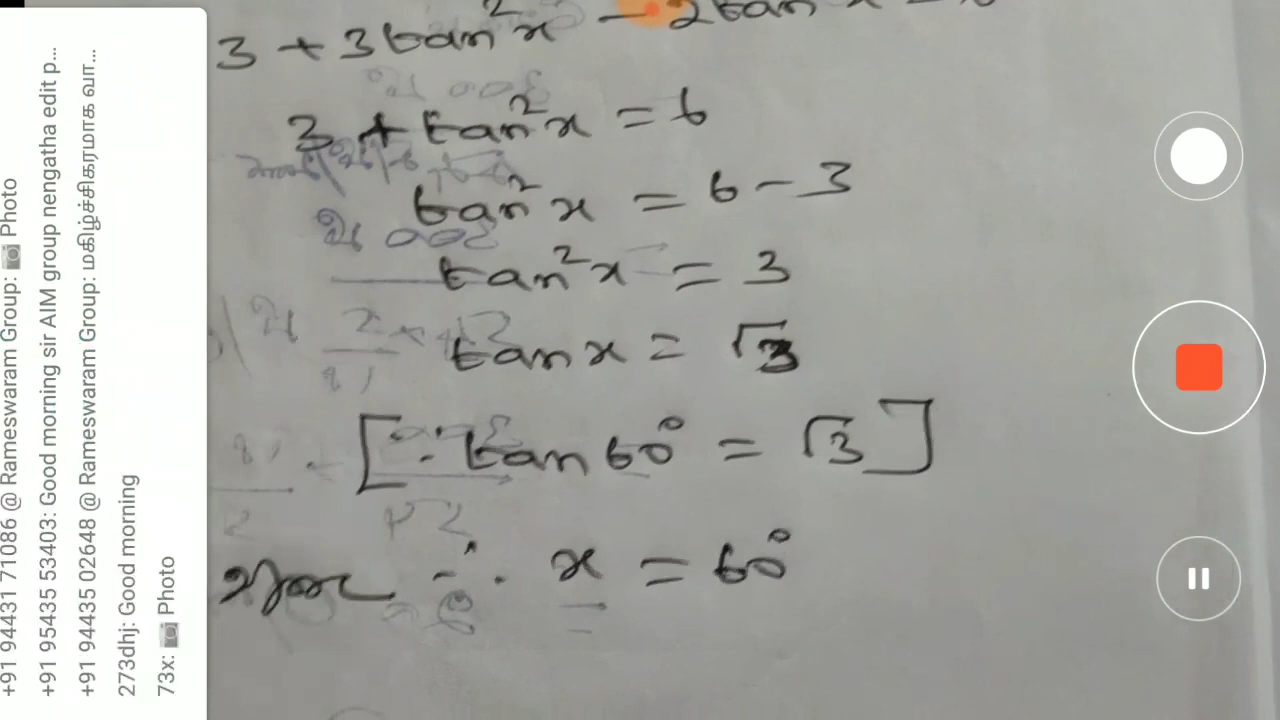 3 + 3tan²x - 2tan x =
3 + tan²x = 6
tan²x = 6 - 3
tan²x = 3
tan x = √3
[∵ tan 60° = √3]
விடை ∴ x = 60°
+91 94431 71086 @ Rameswaram Group: 📷 Photo
+91 95435 53403: Good morning sir AIM group nengatha edit p...
+91 94435 02648 @ Rameswaram Group: மகிழ்ச்சிகரமாக வா...
273dhj: Good morning
73x: 📷 Photo